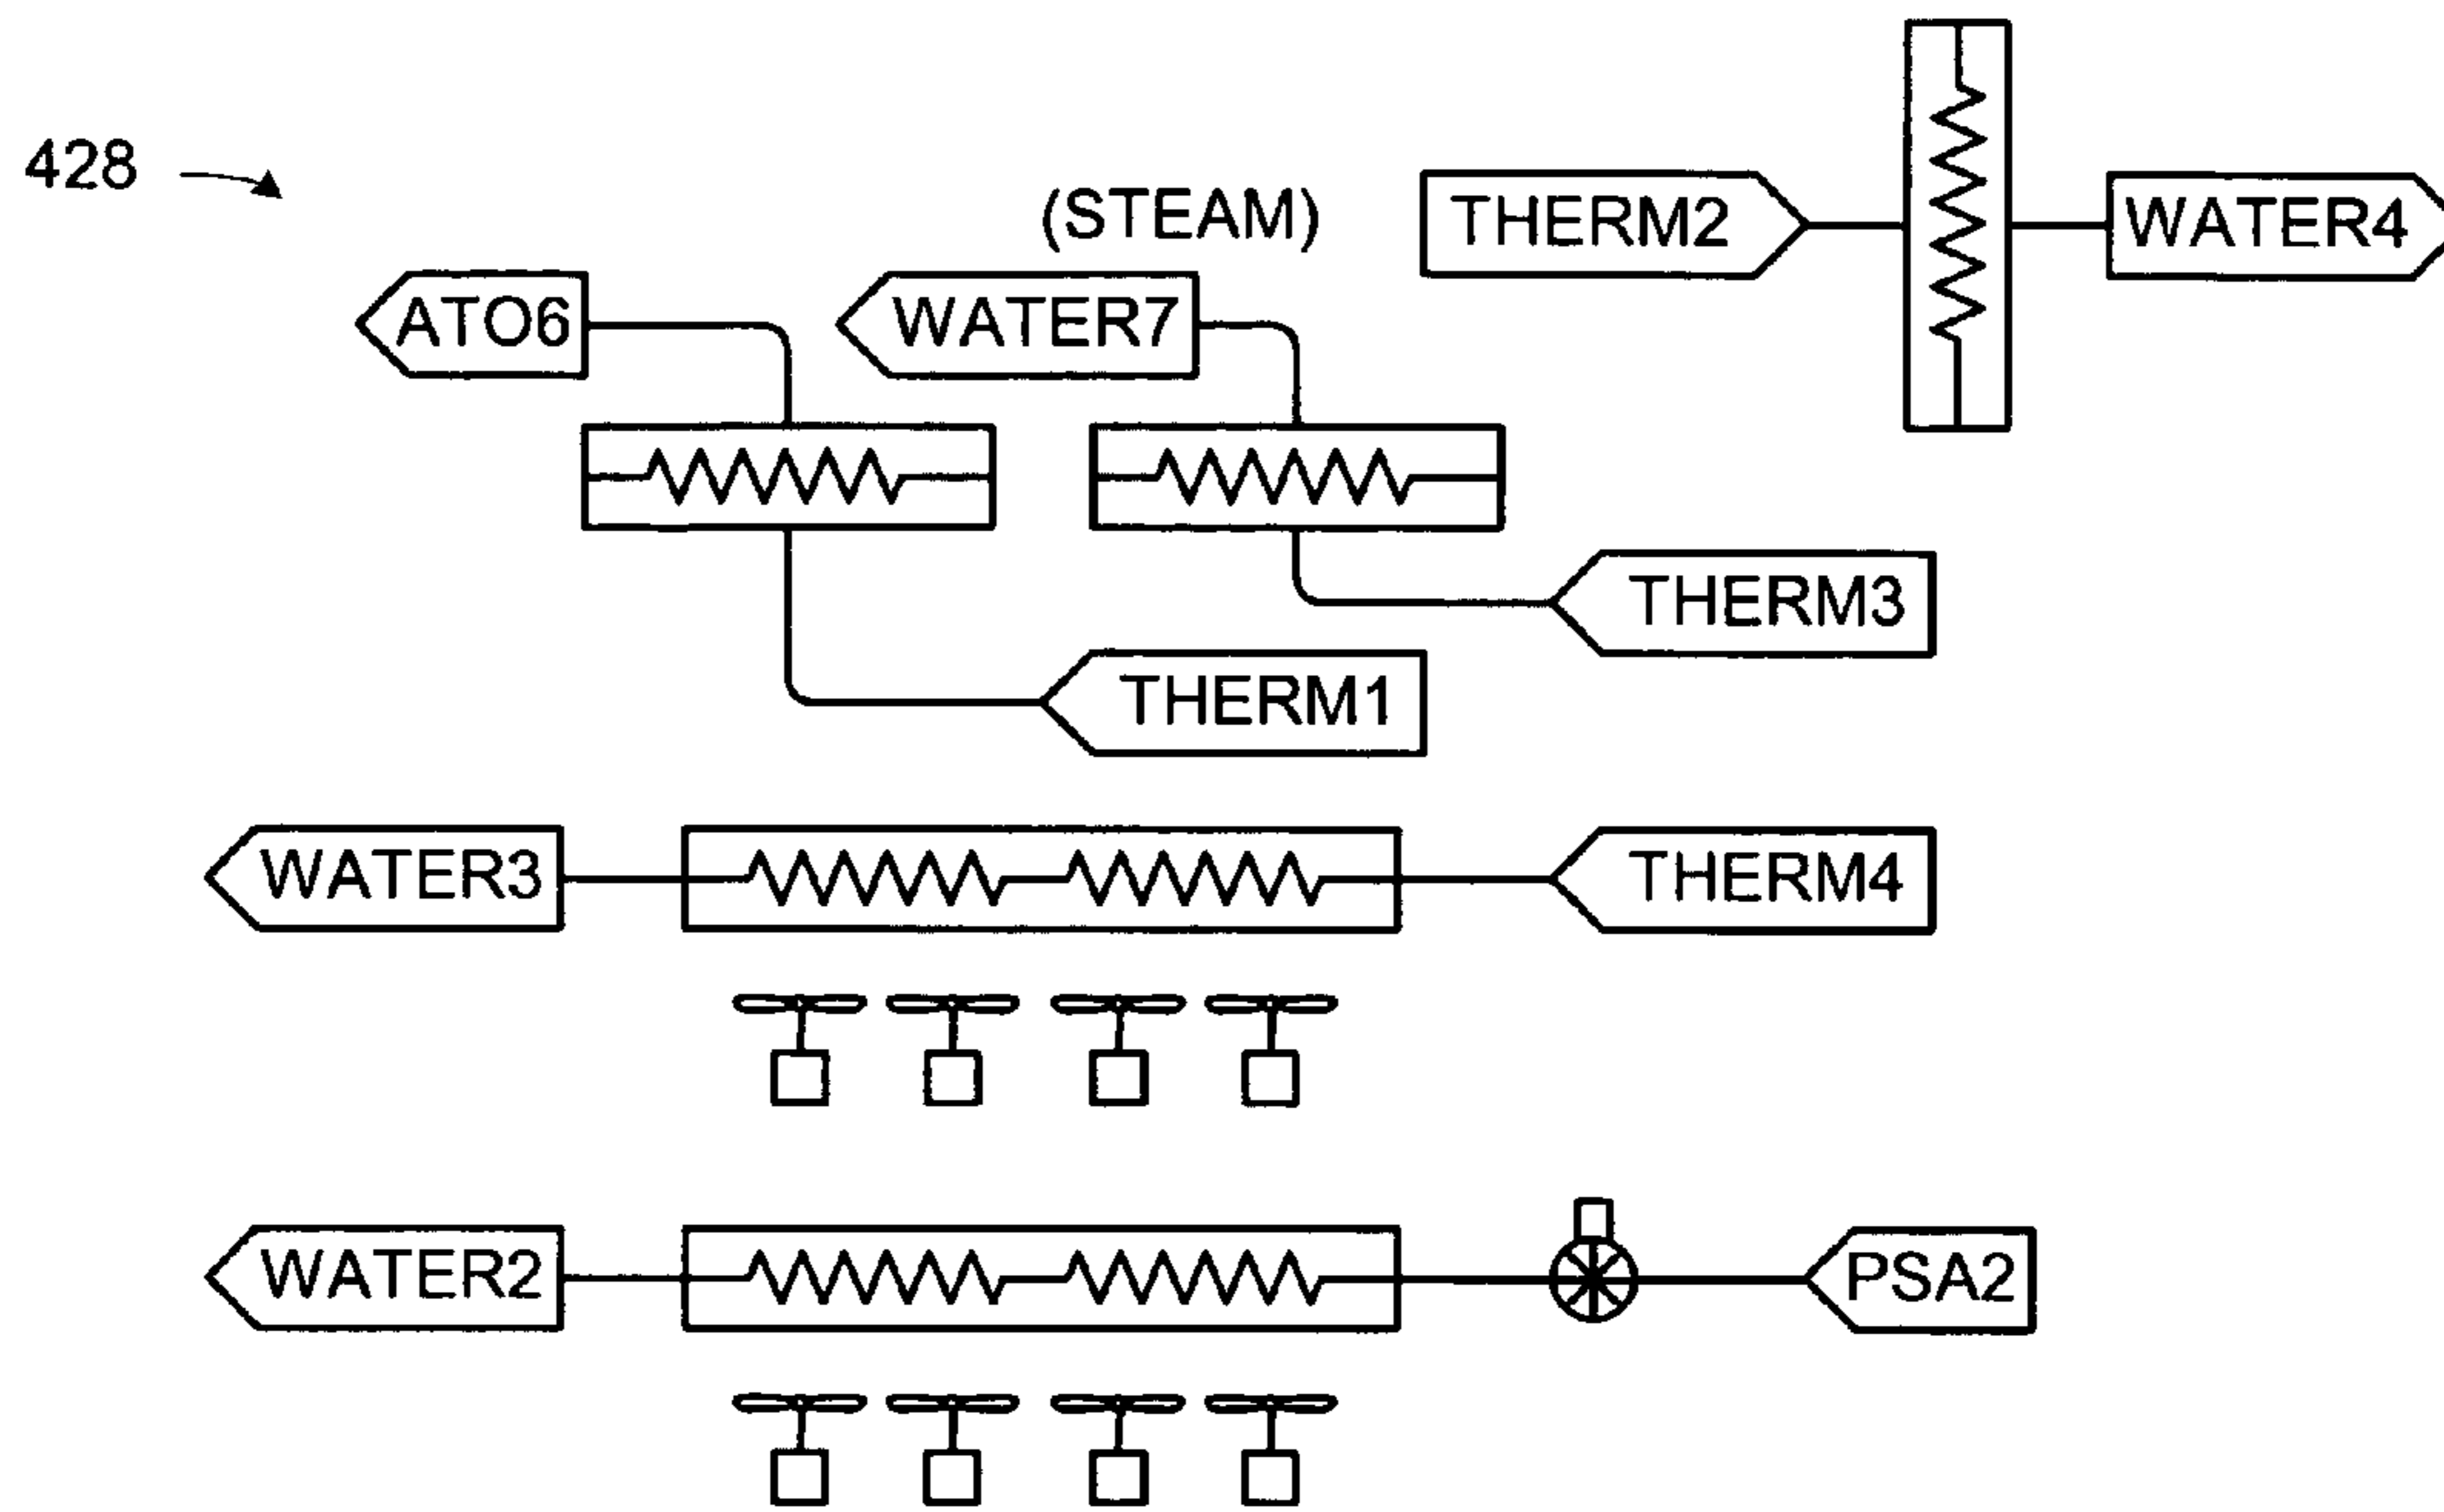 428
(STEAM)
THERM2
WATER4
ATO6
WATER7
THERM3
THERM1
WATER3
THERM4
WATER2
PSA2